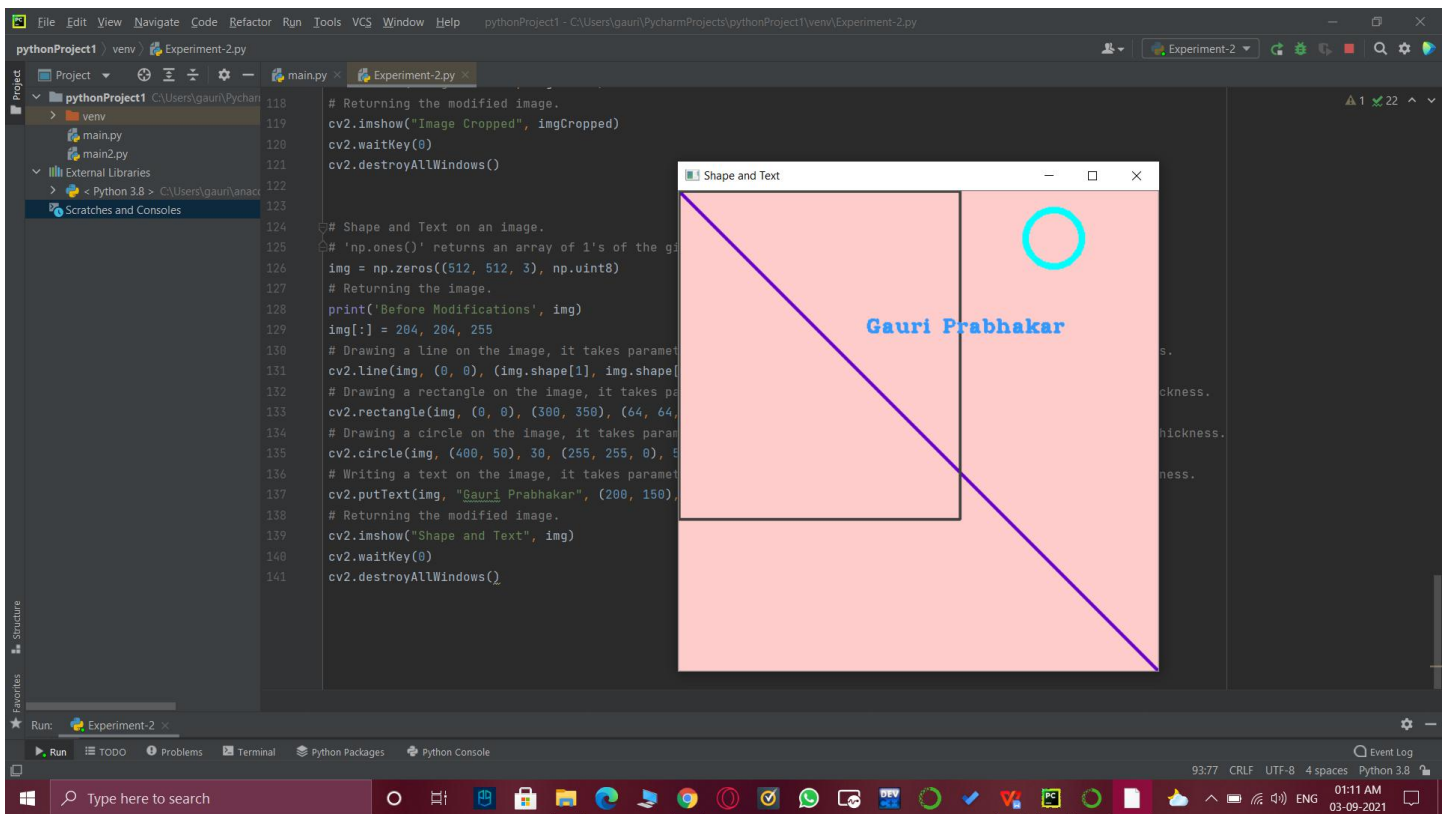 File Edit View Navigate Code Refactor Run Tools VCS Window Help pythonProject1 - C:\Users\gauri\PycharmProjects\pythonProject1\venv\Experiment-2.py
pythonProject1 venv Experiment-2.py
Experiment-2
Project
Project
main.py
Experiment-2.py
pythonProject1 C:\Users\gauri\Pychar
venv
main.py
main2.py
External Libraries
< Python 3.8 > C:\Users\gauri\anac
Scratches and Consoles
1 22
118 # Returning the modified image.
119 cv2.imshow("Image Cropped", imgCropped)
120 cv2.waitKey(0)
121 cv2.destroyAllWindows()
122
123
124 # Shape and Text on an image.
125 # 'np.ones()' returns an array of 1's of the gi
126 img = np.zeros((512, 512, 3), np.uint8)
127 # Returning the image.
128 print('Before Modifications', img)
129 img[:] = 204, 204, 255
130 # Drawing a line on the image, it takes paramet s.
131 cv2.line(img, (0, 0), (img.shape[1], img.shape[
132 # Drawing a rectangle on the image, it takes pa ckness.
133 cv2.rectangle(img, (0, 0), (300, 350), (64, 64,
134 # Drawing a circle on the image, it takes param hickness.
135 cv2.circle(img, (400, 50), 30, (255, 255, 0), 5
136 # Writing a text on the image, it takes paramet ness.
137 cv2.putText(img, "Gauri Prabhakar", (200, 150),
138 # Returning the modified image.
139 cv2.imshow("Shape and Text", img)
140 cv2.waitKey(0)
141 cv2.destroyAllWindows()
Shape and Text
Gauri Prabhakar
Structure
Favorites
Run: Experiment-2
Run TODO Problems Terminal Python Packages Python Console Event Log
93:77 CRLF UTF-8 4 spaces Python 3.8
Type here to search
DEV
PC
ENG
01:11 AM
03-09-2021